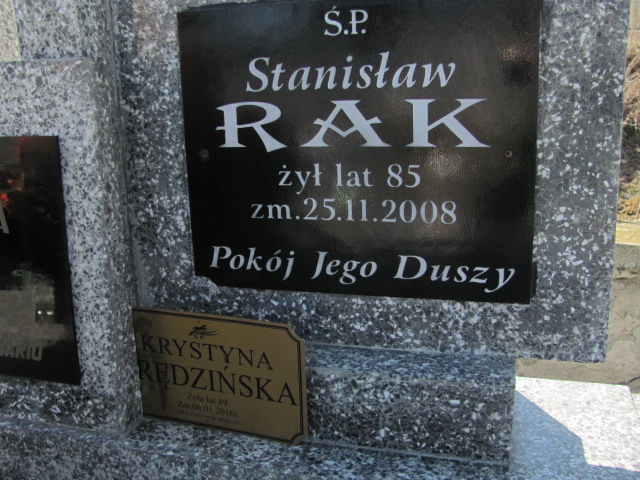 Ś.P.
Stanisław
RAK
żył lat 85
zm.25.11.2008
Pokój Jego Duszy
A
WARIU
KRYSTYNA
RĘDZIŃSKA
Żyła lat 89
Zm.06.01.2016r.